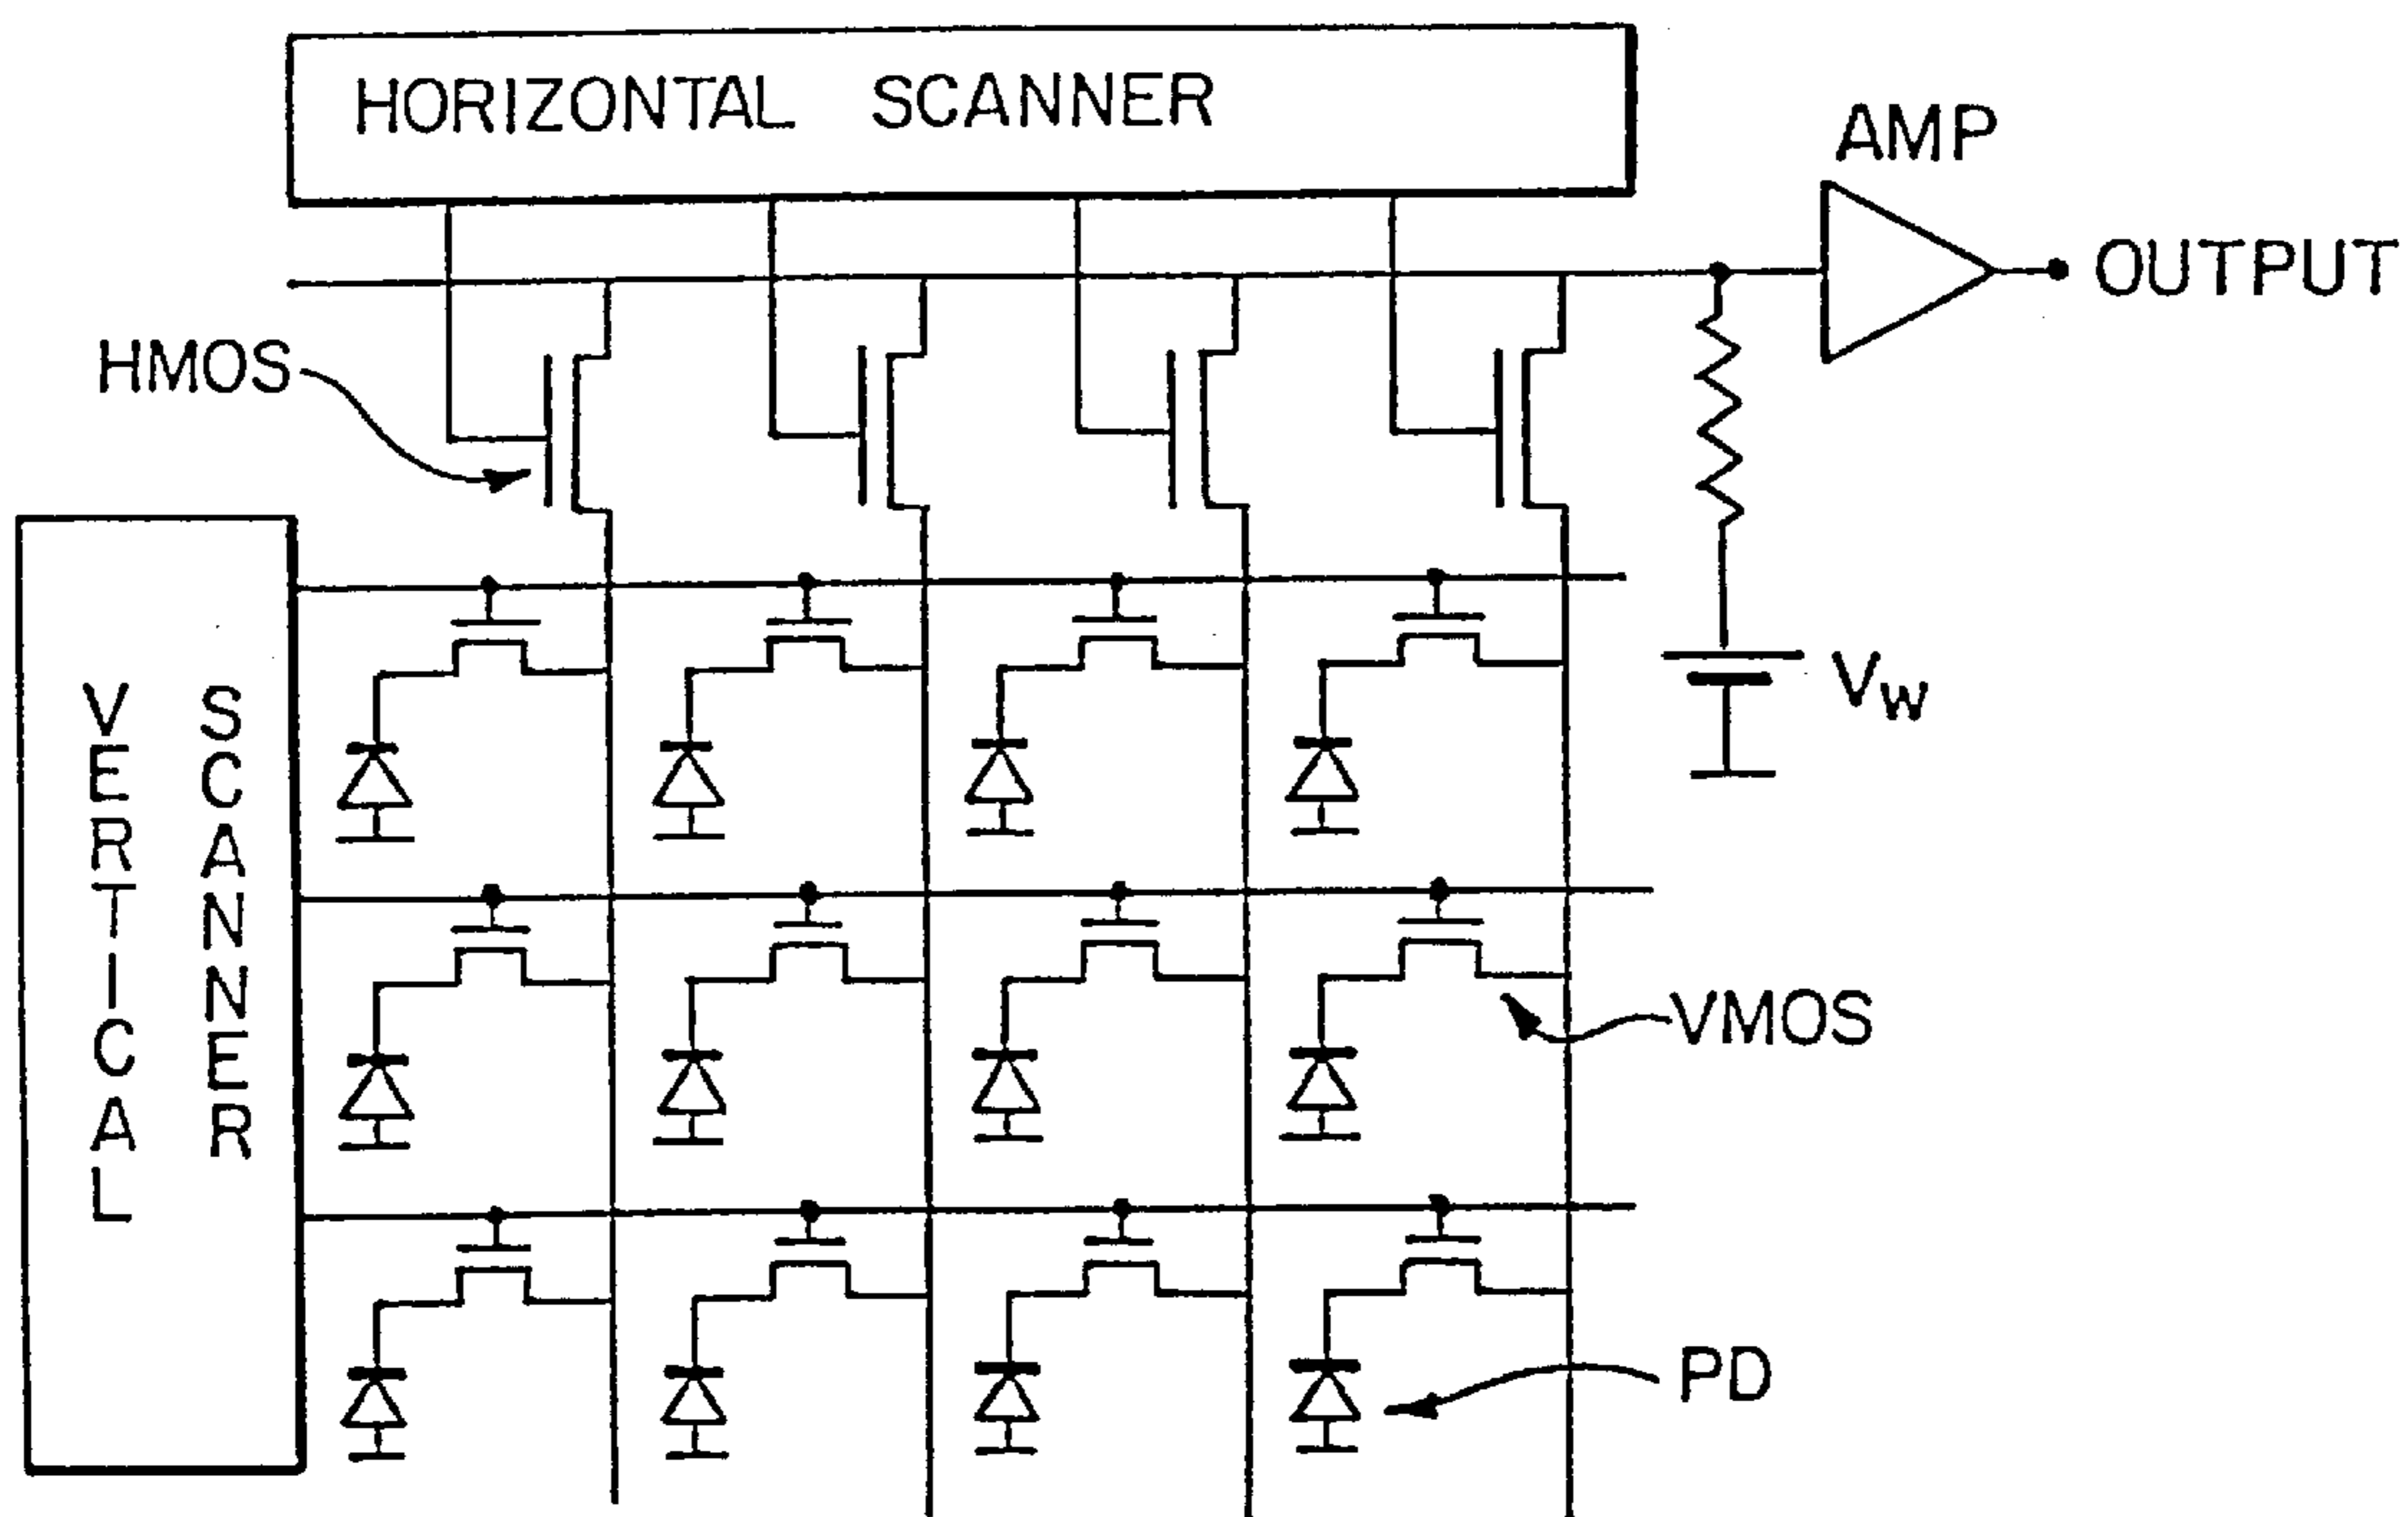 HORIZONTAL SCANNER
AMP
OUTPUT
HMOS
VERTICAL
SCANNER
VW
VMOS
PD